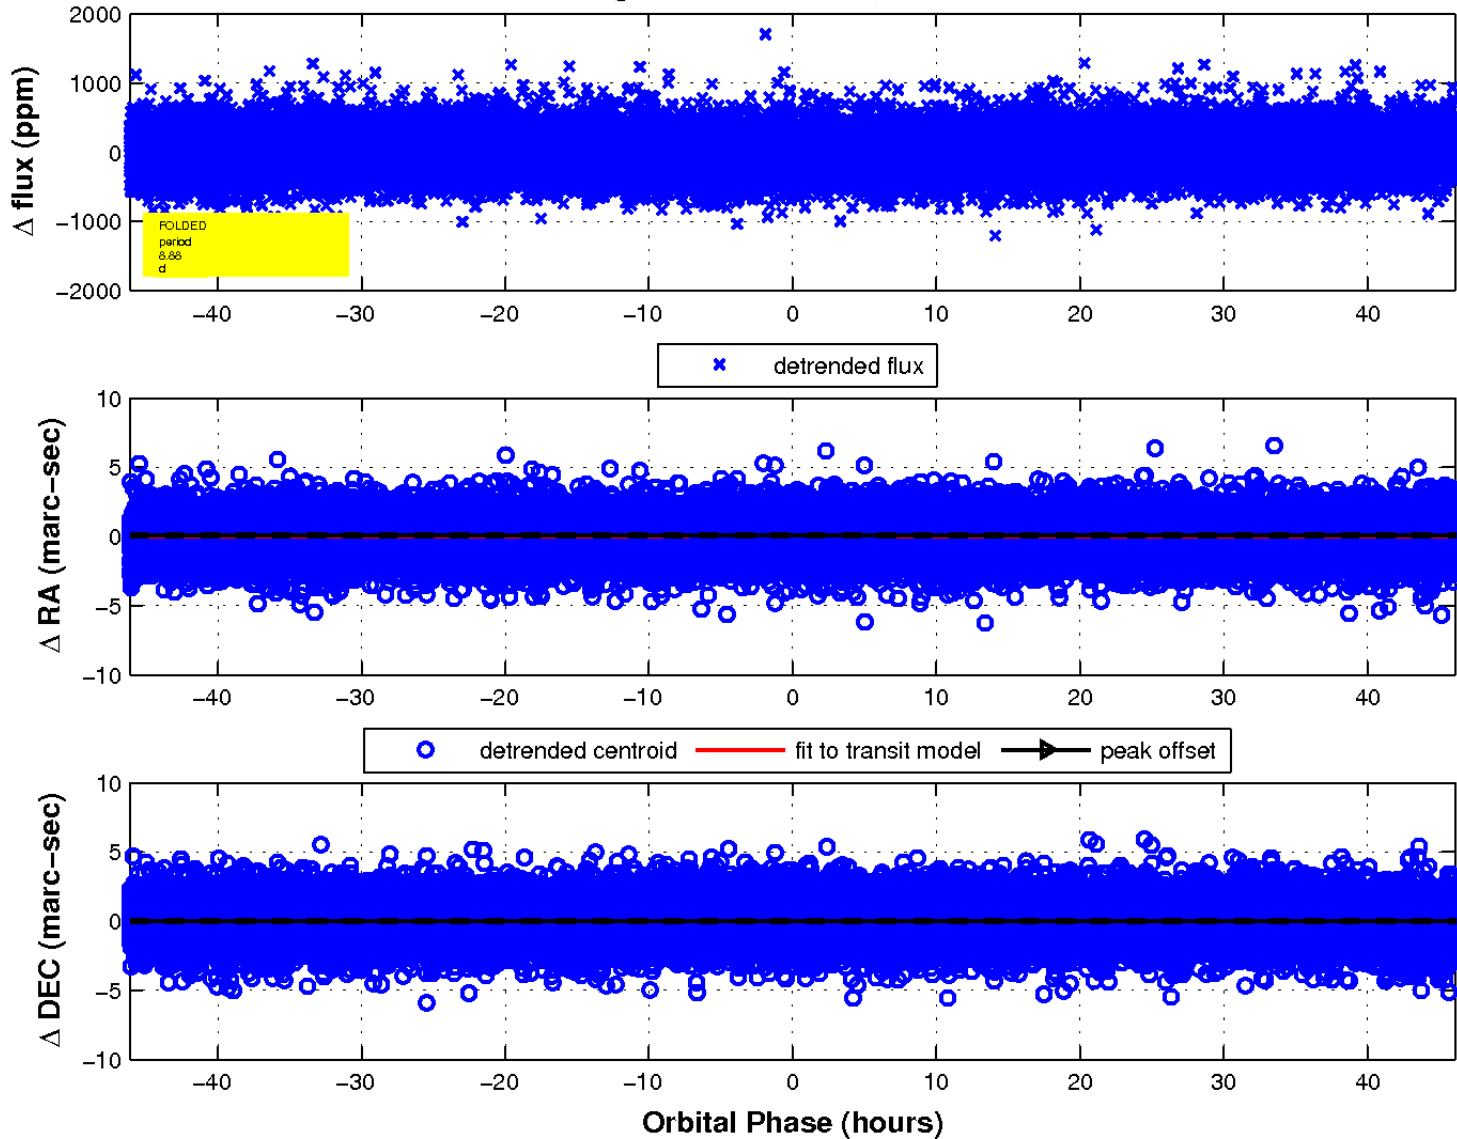 2000
1000
0
−1000
−2000
Δ flux (ppm)
FOLDED
period
8.88
d
−40 −30 −20 −10 0 10 20 30 40
detrended flux
10
5
0
−5
−10
Δ RA (marc−sec)
−40 −30 −20 −10 0 10 20 30 40
detrended centroid fit to transit model peak offset
10
5
0
−5
−10
Δ DEC (marc−sec)
−40 −30 −20 −10 0 10 20 30 40
Orbital Phase (hours)